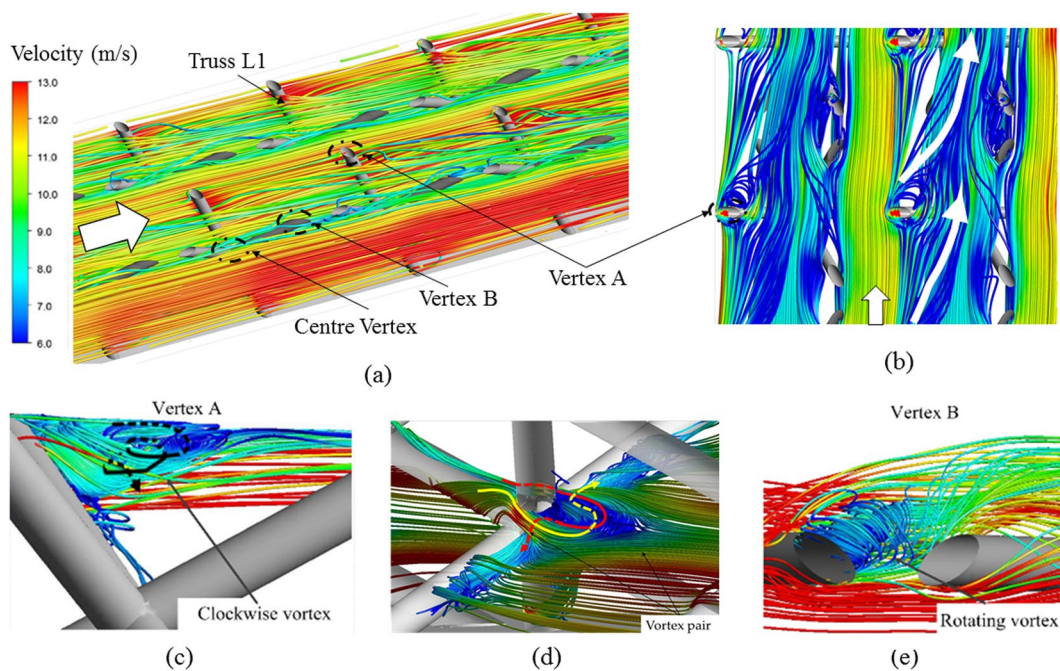 Velocity (m/s)
13.0
12.0
11.0
10.0
9.0
8.0
7.0
6.0
Truss L1
Vertex B
Centre Vertex
Vertex A
(a)
(b)
Vertex A
Clockwise vortex
(c)
Vortex pair
(d)
Vertex B
Rotating vortex
(e)